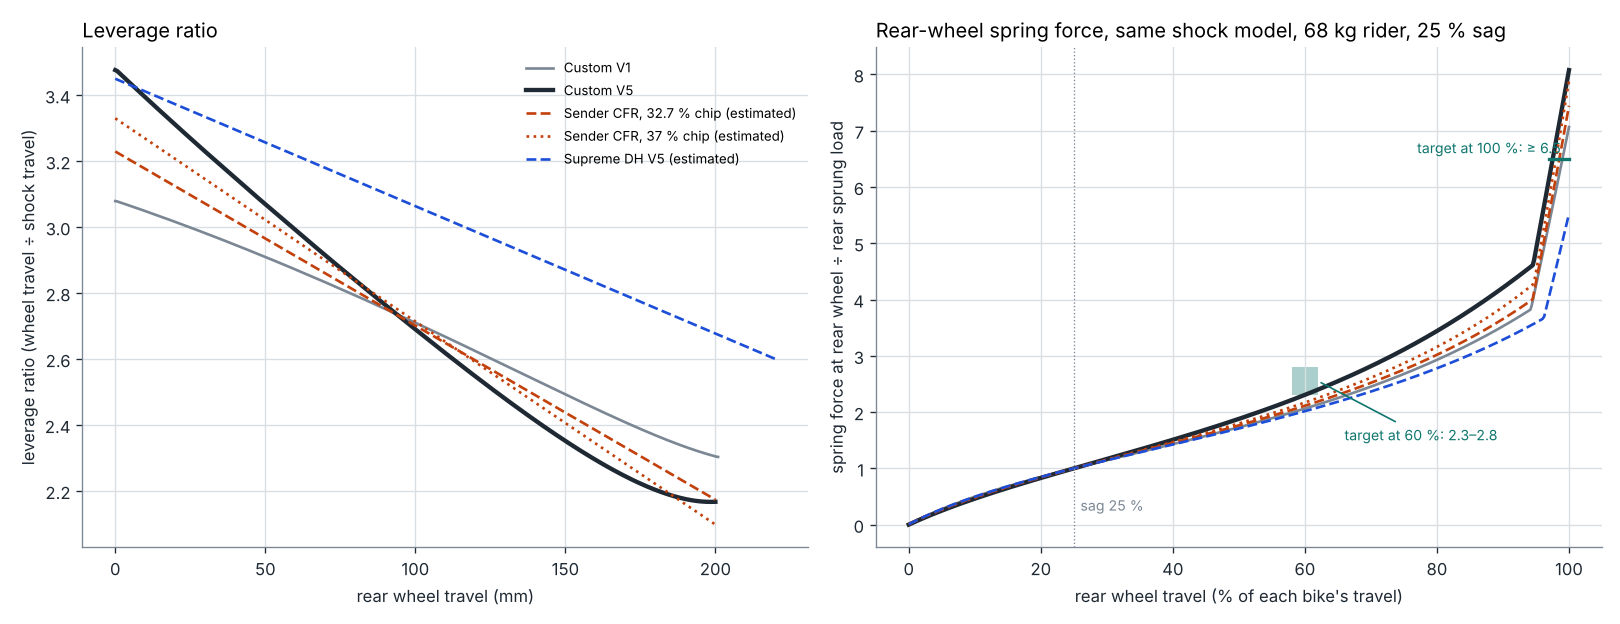 Leverage ratio
leverage ratio (wheel travel ÷ shock travel)
3.4
3.2
3.0
2.8
2.6
2.4
2.2
Custom V1
Custom V5
Sender CFR, 32.7 % chip (estimated)
Sender CFR, 37 % chip (estimated)
Supreme DH V5 (estimated)
0
50
100
150
200
rear wheel travel (mm)
Rear-wheel spring force, same shock model, 68 kg rider, 25 % sag
spring force at rear wheel ÷ rear sprung load
8
7
6
5
4
3
2
1
0
target at 100 %: ≥
target at 60 %: 2.3–2.8
sag 25 %
0
20
40
60
80
100
rear wheel travel (% of each bike's travel)